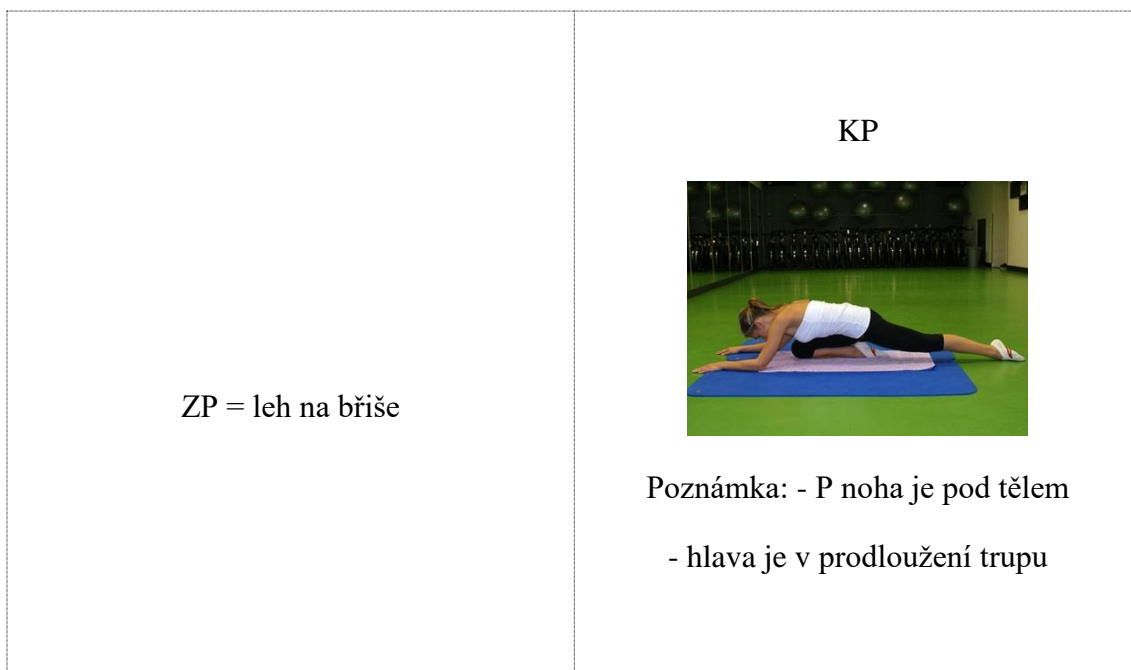 ZP = leh na břiše
KP
Poznámka: - P noha je pod tělem
- hlava je v prodloužení trupu